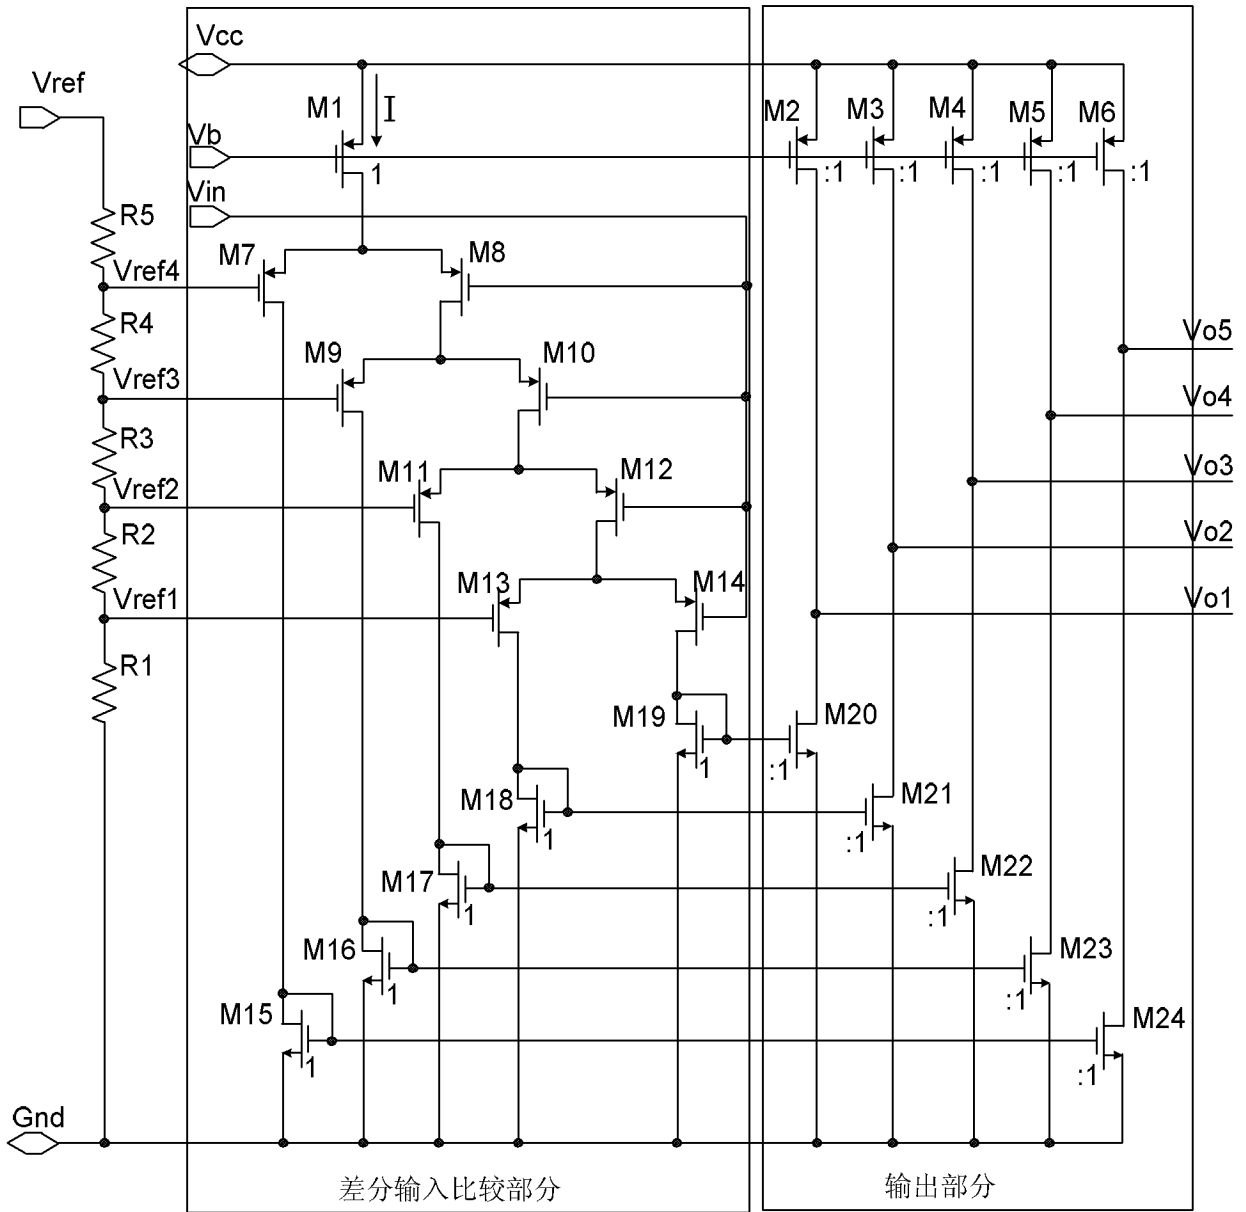 Vcc
Vref
M1
I
M2
M3
M4
M5
M6
Vb
1
:1
:1
:1
:1
:1
Vin
R5
M7
M8
Vref4
R4
M9
M10
Vo5
Vref3
Vo4
R3
M11
M12
Vo3
Vref2
R2
Vo2
M13
M14
Vref1
Vo1
R1
M19
M20
1
:1
M18
M21
1
:1
M17
M22
1
:1
M16
M23
1
:1
M15
M24
1
:1
Gnd
差分输入比较部分
输出部分